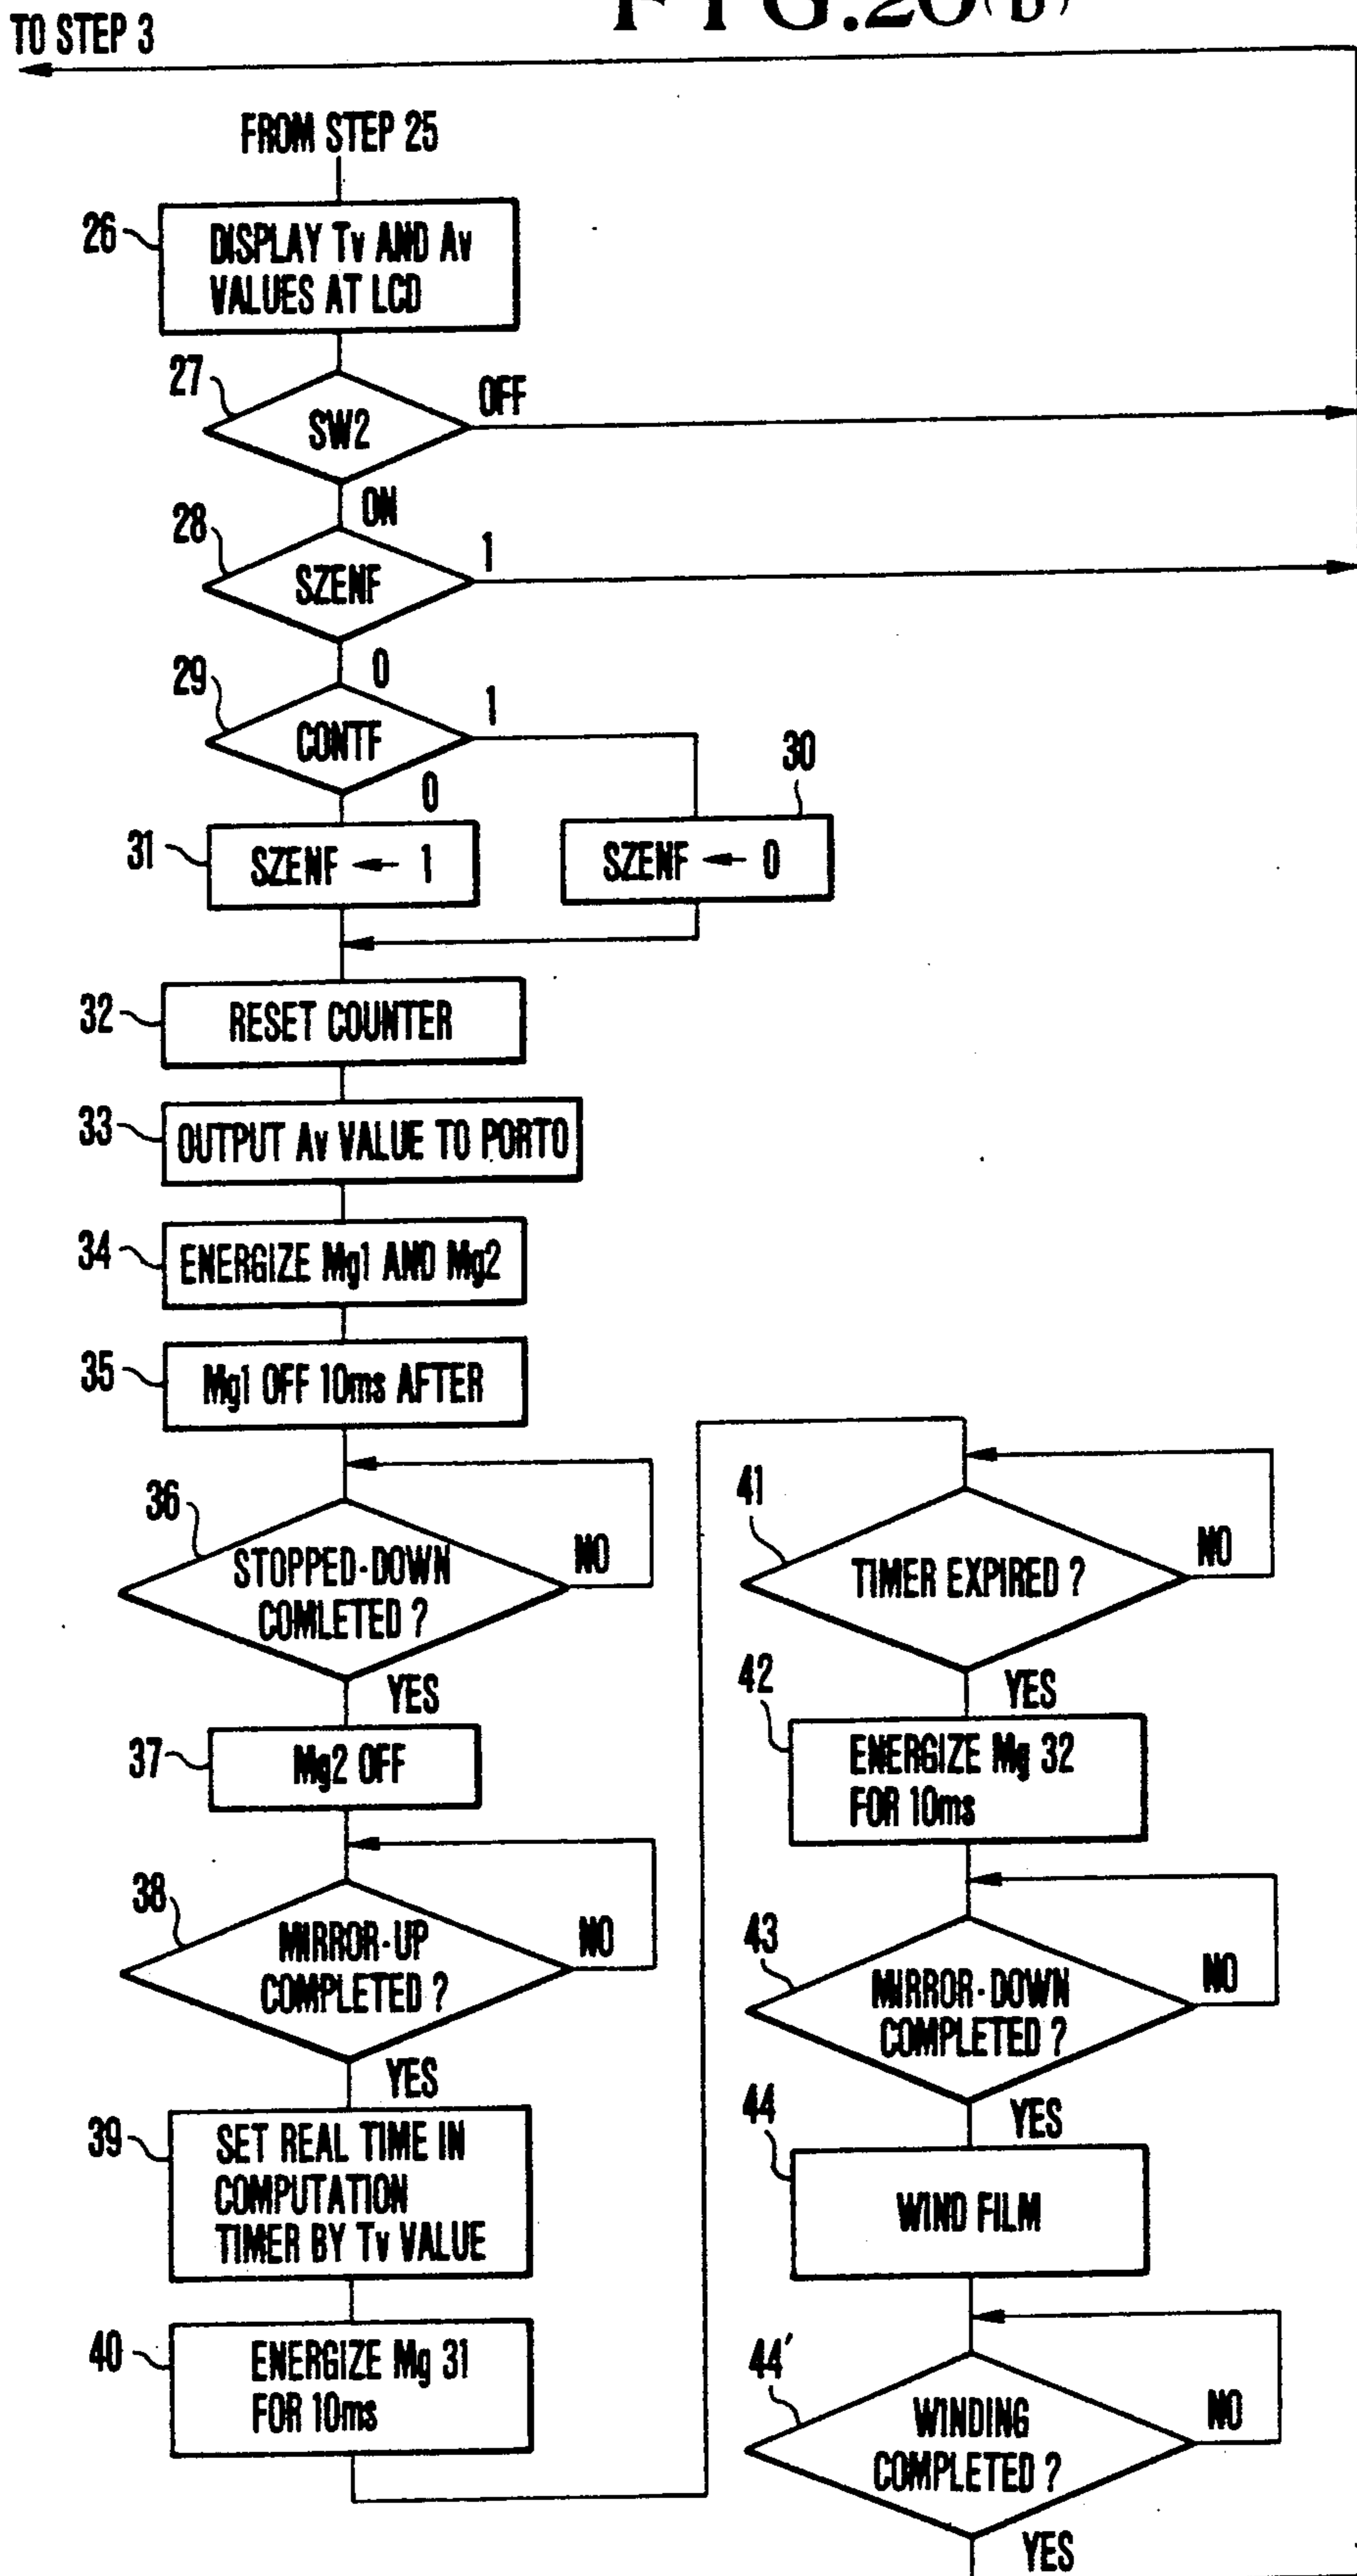 FIG.20(b)
TO STEP 3
FROM STEP 25
26
DISPLAY Tv AND Av
VALUES AT LCD
27
SW2
OFF
ON
28
SZENF
1
0
29
CONTF
1
0
30
SZENF ← 0
31
SZENF ← 1
32
RESET COUNTER
33
OUTPUT Av VALUE TO PORT0
34
ENERGIZE Mg1 AND Mg2
35
Mg1 OFF 10ms AFTER
36
STOPPED-DOWN
COMLETED ?
NO
YES
37
Mg2 OFF
38
MIRROR-UP
COMPLETED ?
NO
YES
39
SET REAL TIME IN
COMPUTATION
TIMER BY Tv VALUE
40
ENERGIZE Mg 31
FOR 10ms
41
TIMER EXPIRED ?
NO
YES
42
ENERGIZE Mg 32
FOR 10ms
43
MIRROR-DOWN
COMPLETED ?
NO
YES
44
WIND FILM
44′
WINDING
COMPLETED ?
NO
YES